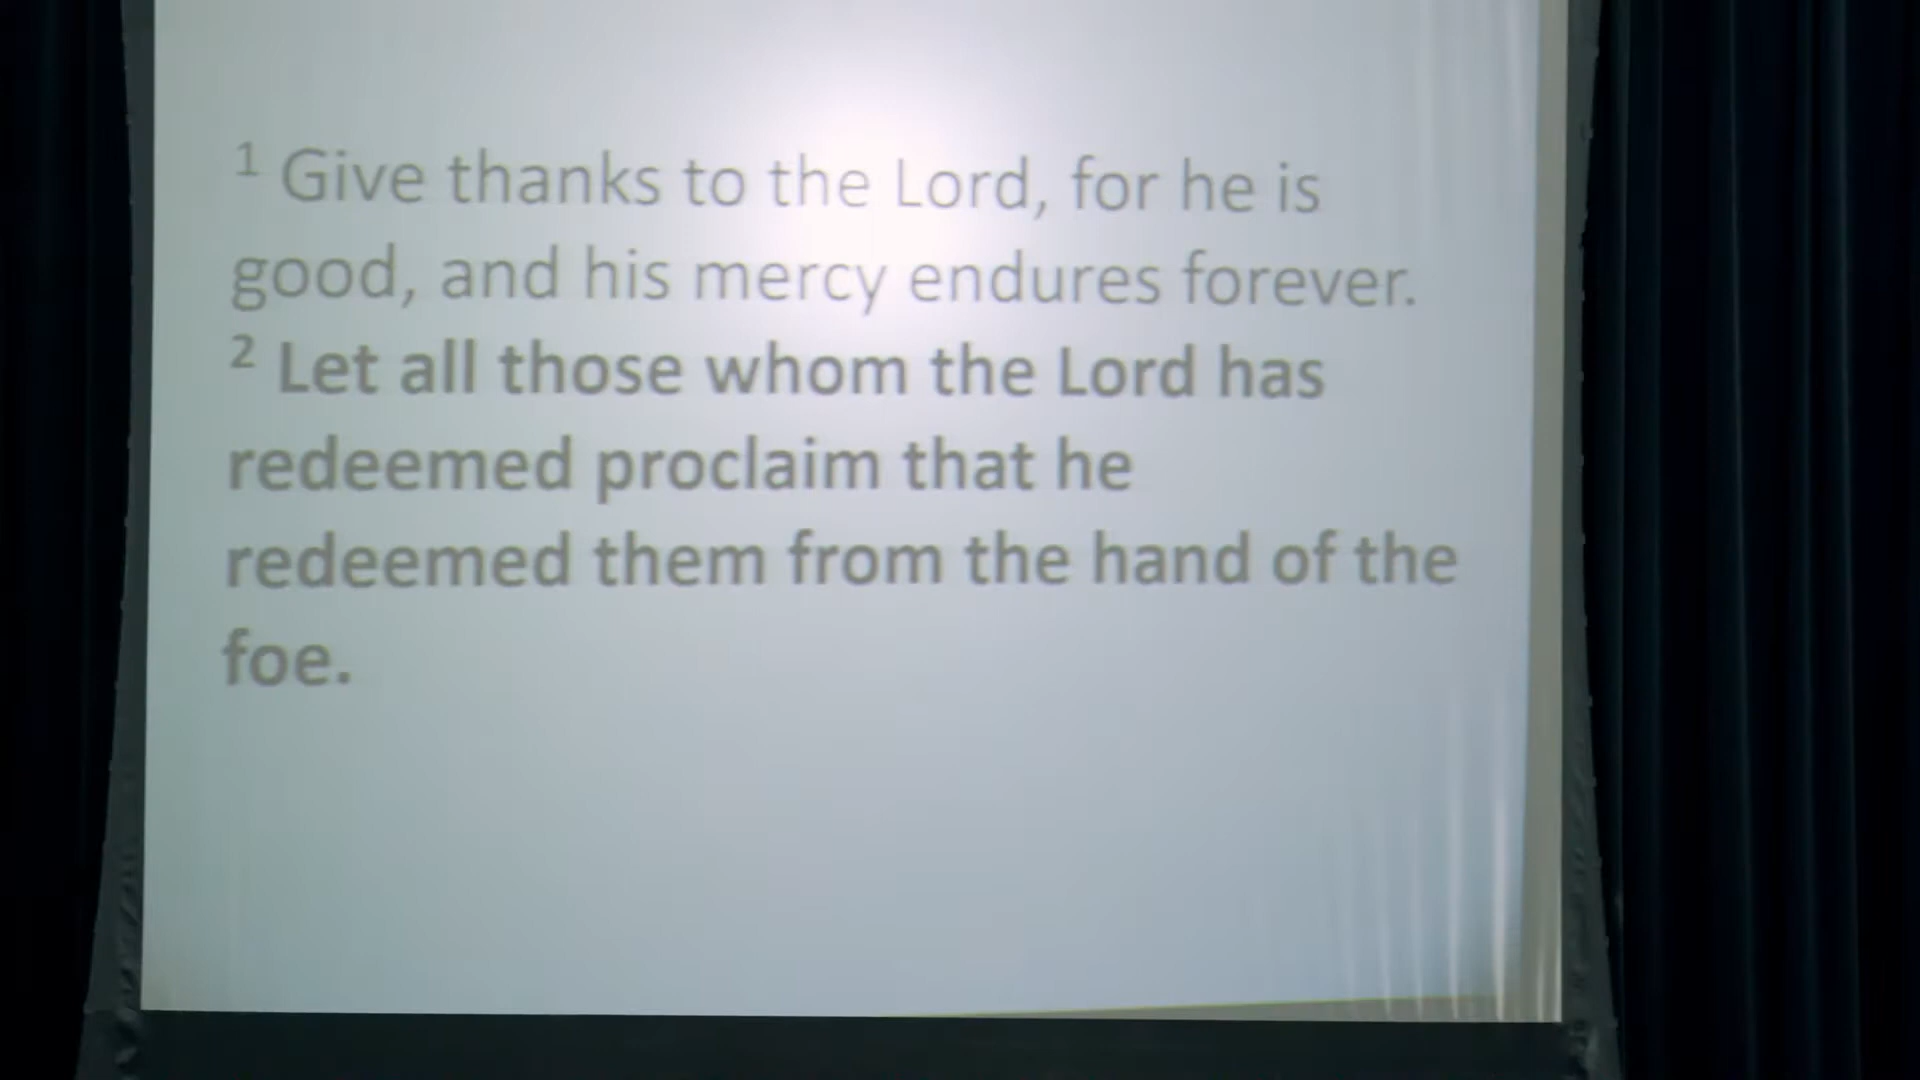 1 Give thanks to the Lord, for he is
good, and his mercy endures forever.
2 Let all those whom the Lord has
redeemed proclaim that he
redeemed them from the hand of the
foe.